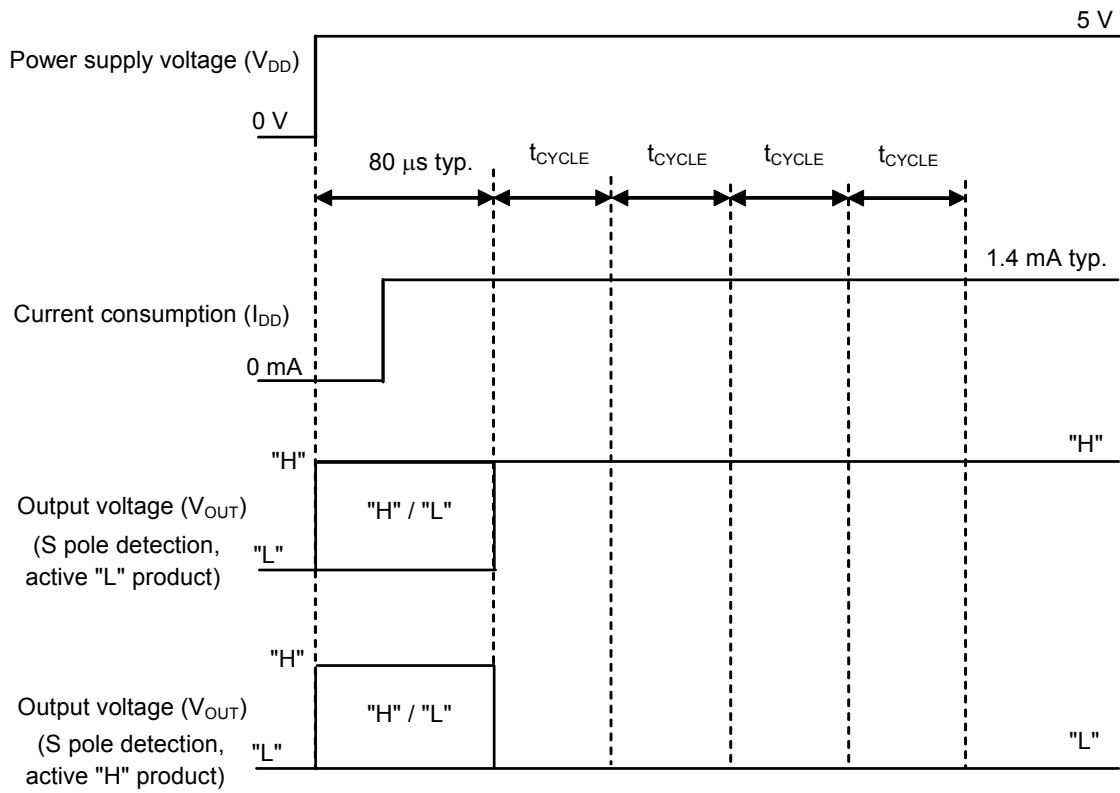 5 V
Power supply voltage (VDD)
0 V
80 μs typ.
tCYCLE
tCYCLE
tCYCLE
tCYCLE
1.4 mA typ.
Current consumption (IDD)
0 mA
"H"
"H"
Output voltage (VOUT)
(S pole detection,
active "L" product)
"H" / "L"
"L"
"H"
Output voltage (VOUT)
(S pole detection,
active "H" product)
"H" / "L"
"L"
"L"